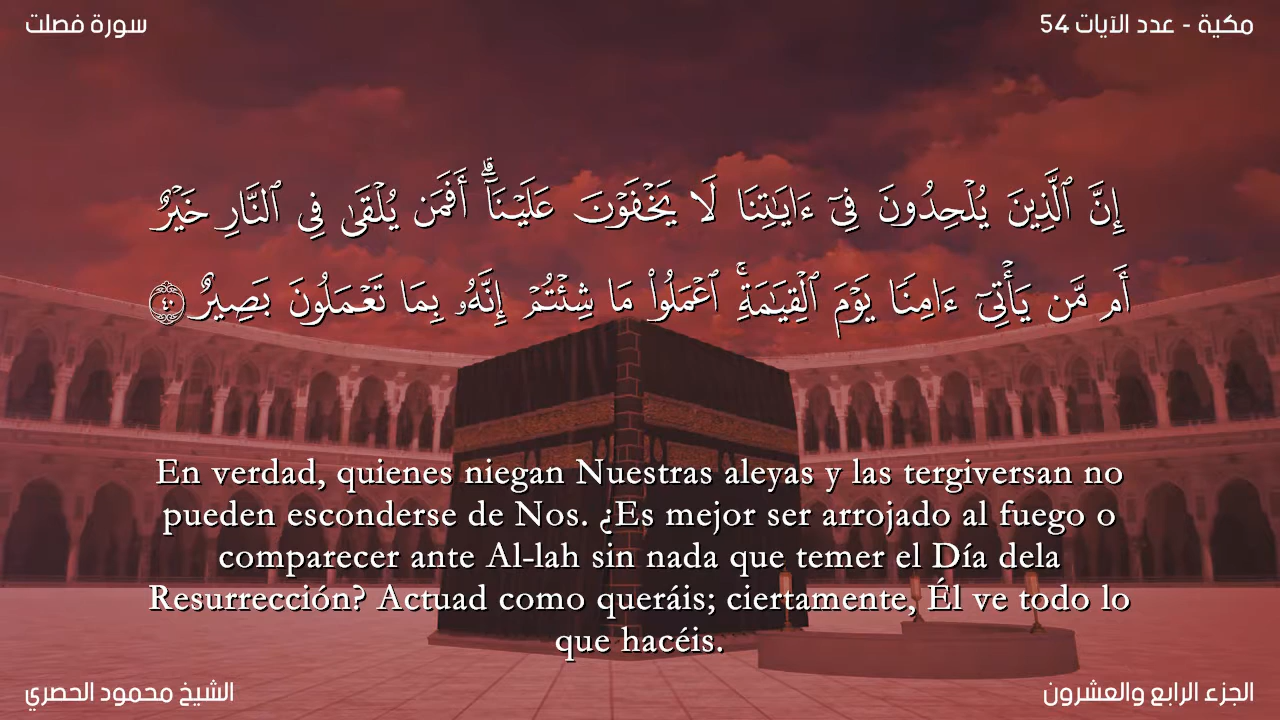 سورة فصلت
مكية - عدد الآيات 54
إِنَّ ٱلَّذِينَ يُلۡحِدُونَ فِيٓ ءَايَٰتِنَا لَا يَخۡفَوۡنَ عَلَيۡنَآۗ أَفَمَن يُلۡقَىٰ فِي ٱلنَّارِ خَيۡرٌ
أَم مَّن يَأۡتِيٓ ءَامِنٗا يَوۡمَ ٱلۡقِيَٰمَةِۚ ٱعۡمَلُواْ مَا شِئۡتُمۡ إِنَّهُۥ بِمَا تَعۡمَلُونَ بَصِيرٌ ٤٠
En verdad, quienes niegan Nuestras aleyas y las tergiversan no
pueden esconderse de Nos. ¿Es mejor ser arrojado al fuego o
comparecer ante Al-lah sin nada que temer el Día dela
Resurrección? Actuad como queráis; ciertamente, Él ve todo lo
que hacéis.
الشيخ محمود الحصري
الجزء الرابع والعشرون